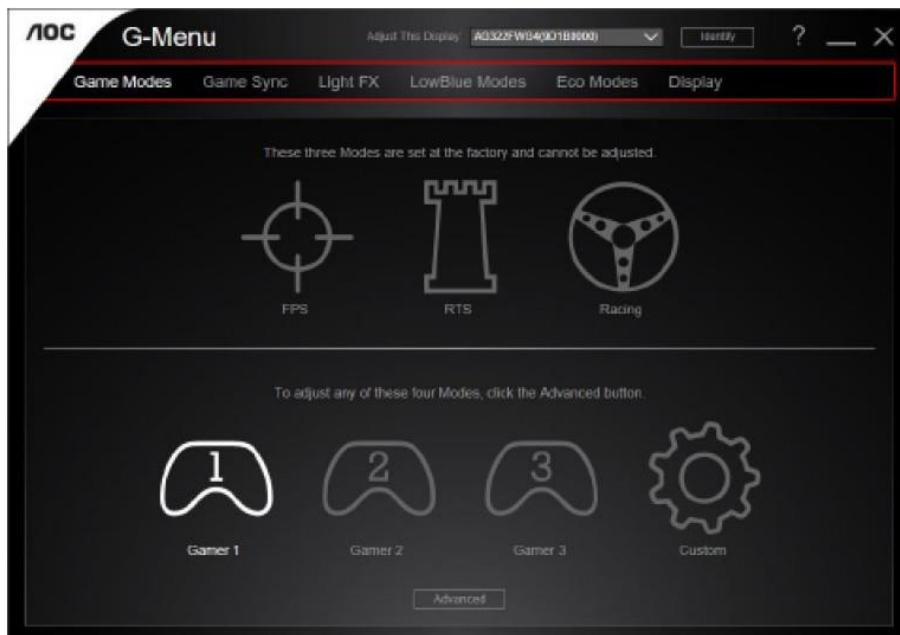 AOC
G-Menu
Adjust This Display
Identify
?
Game Modes Game Sync Light FX LowBlue Modes Eco Modes Display
These three Modes are set at the factory and cannot be adjusted.
FPS RTS Racing
To adjust any of these four Modes, click the Advanced button.
1 2 3
Gamer 1 Gamer 2 Gamer 3 Custom
Advanced